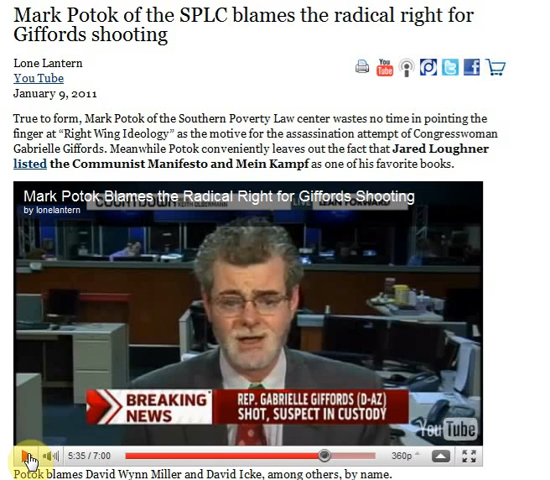 Mark Potok of the SPLC blames the radical right for
Giffords shooting
Lone Lantern
You Tube
January 9, 2011
You
Tube
True to form, Mark Potok of the Southern Poverty Law center wastes no time in pointing the
finger at “Right Wing Ideology” as the motive for the assassination attempt of Congresswoman
Gabrielle Giffords. Meanwhile Potok conveniently leaves out the fact that Jared Loughner
listed the Communist Manifesto and Mein Kampf as one of his favorite books.
Mark Potok Blames the Radical Right for Giffords Shooting
by lonelantern
COUNTDOWN
LIVE LEAN FORWARD
BREAKING
NEWS
REP. GABRIELLE GIFFORDS (D-AZ)
SHOT, SUSPECT IN CUSTODY
YouTube
5:35 / 7:00
360p
Potok blames David Wynn Miller and David Icke, among others, by name.